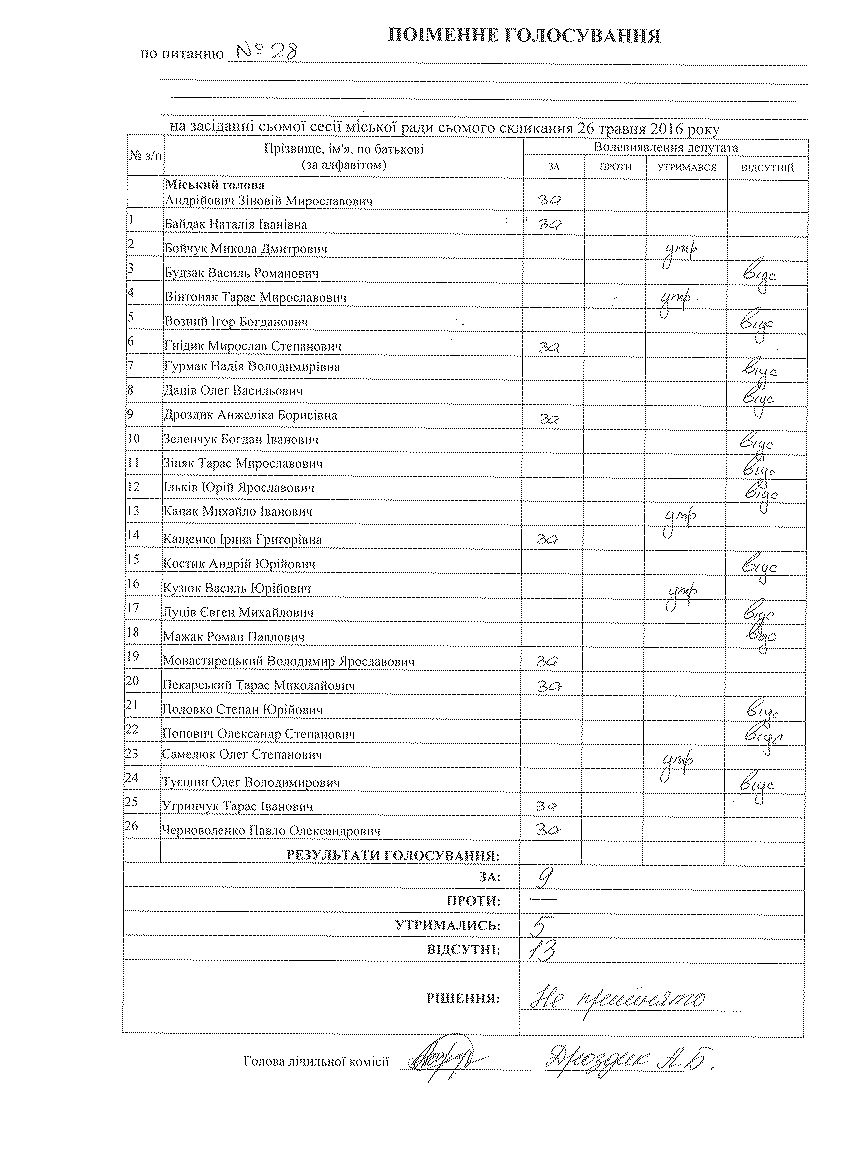 ПОІМЕННЕ ГОЛОСУВАННЯ
по питанню № 28
на засіданні сьомої сесії міської ради сьомого скликання 26 травня 2016 року
№ з/п Прізвище, ім'я, по батькові (за алфавітом) Волевиявлення депутата
ЗА ПРОТИ УТРИМАВСЯ ВІДСУТНІЙ
Міський голова
Андрійович Зіновій Мирославович за
1 Байдак Наталія Іванівна за
2 Бойчук Микола Дмитрович утр
3 Будзак Василь Романович відс
4 Вінтоняк Тарас Мирославович утр
5 Возний Ігор Богданович відс
6 Гнідик Мирослав Степанович за
7 Гурмак Надія Володимирівна відс
8 Даців Олег Васильович відс
9 Дроздик Анжеліка Борисівна за
10 Зеленчук Богдан Іванович відс
11 Зіняк Тарас Мирославович відс
12 Ільків Юрій Ярославович відс
13 Капак Михайло Іванович утр
14 Кащенко Ірина Григорівна за
15 Костик Андрій Юрійович відс
16 Кузюк Василь Юрійович утр
17 Луців Євген Михайлович відс
18 Мажак Роман Павлович відс
19 Монастирецький Володимир Ярославович за
20 Пекарський Тарас Миколайович за
21 Половко Степан Юрійович відс
22 Попович Олександр Степанович відс
23 Самелюк Олег Степанович утр
24 Олег Володимирович відс
25 Угринчук Тарас Іванович за
26 Черноволенко Павло Олександрович за
РЕЗУЛЬТАТИ ГОЛОСУВАННЯ:
ЗА: 9
ПРОТИ: —
УТРИМАЛИСЬ: 5
ВІДСУТНІ: 13
РІШЕННЯ: Не прийнято
Голова лічильної комісії Дроздик А.Б.